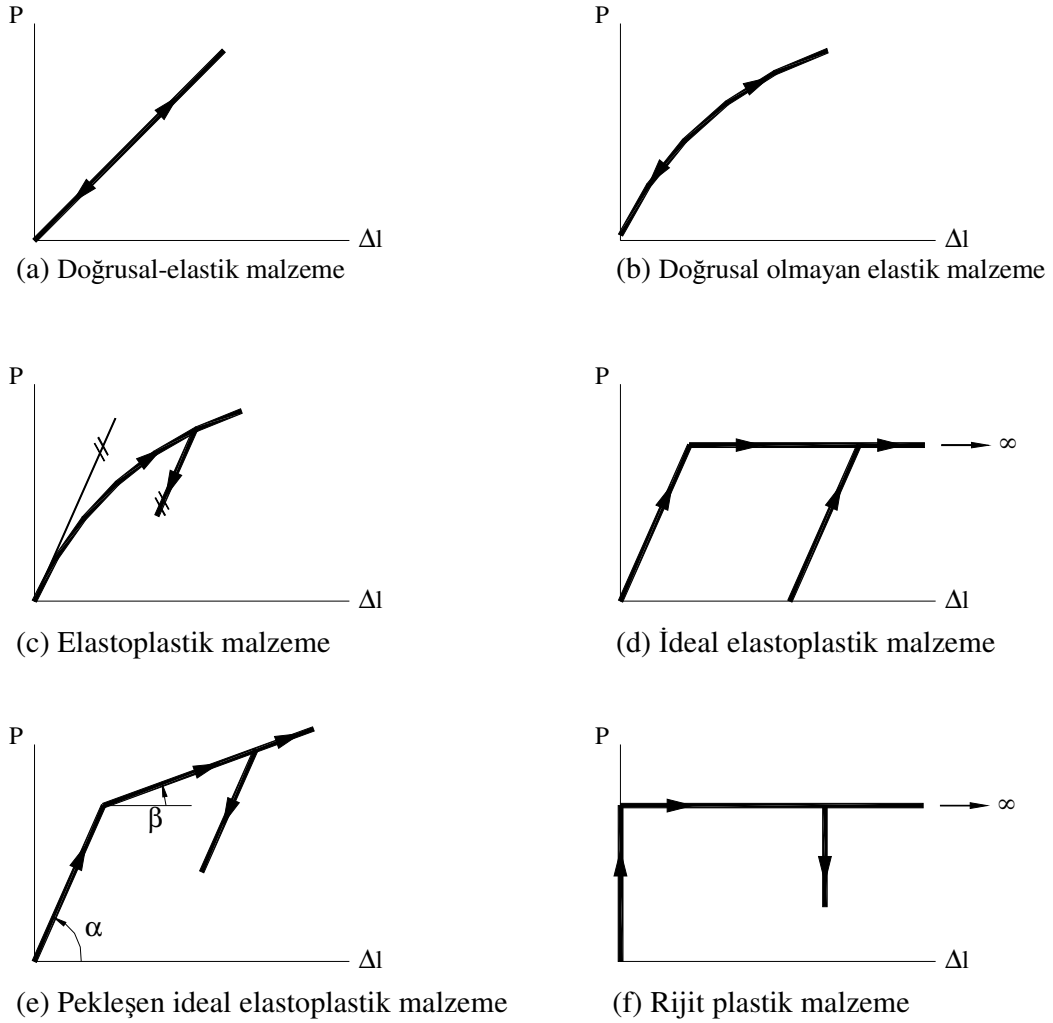 P
Δl
(a) Doğrusal-elastik malzeme
P
Δl
(b) Doğrusal olmayan elastik malzeme
P
Δl
(c) Elastoplastik malzeme
P
∞
Δl
(d) İdeal elastoplastik malzeme
P
β
α
Δl
(e) Pekleşen ideal elastoplastik malzeme
P
∞
Δl
(f) Rijit plastik malzeme